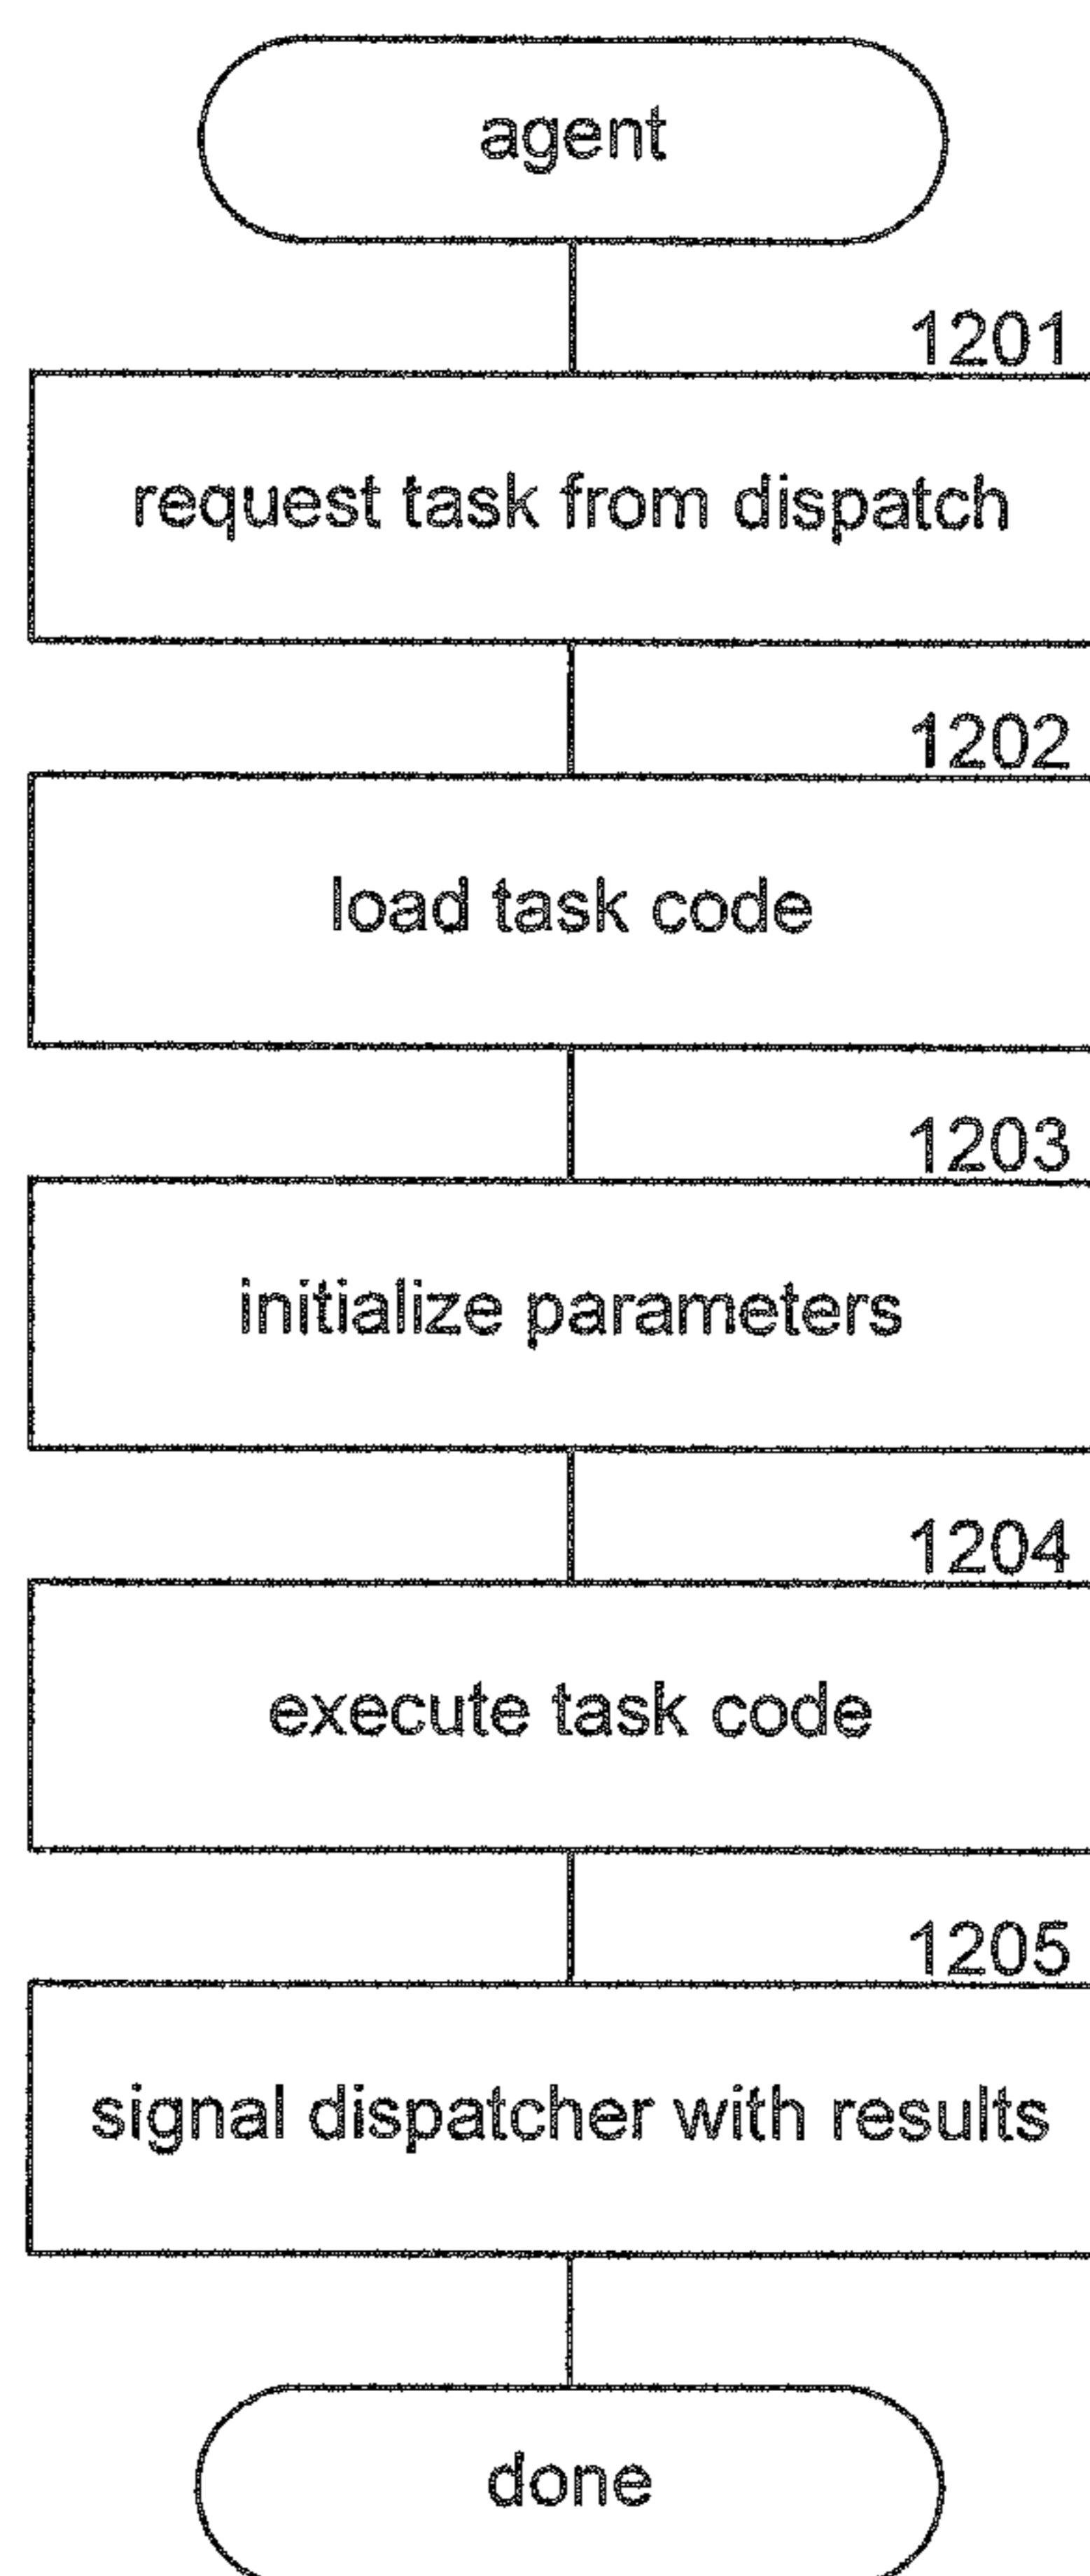 agent
1201
request task from dispatch
1202
load task code
1203
initialize parameters
1204
execute task code
1205
signal dispatcher with results
done